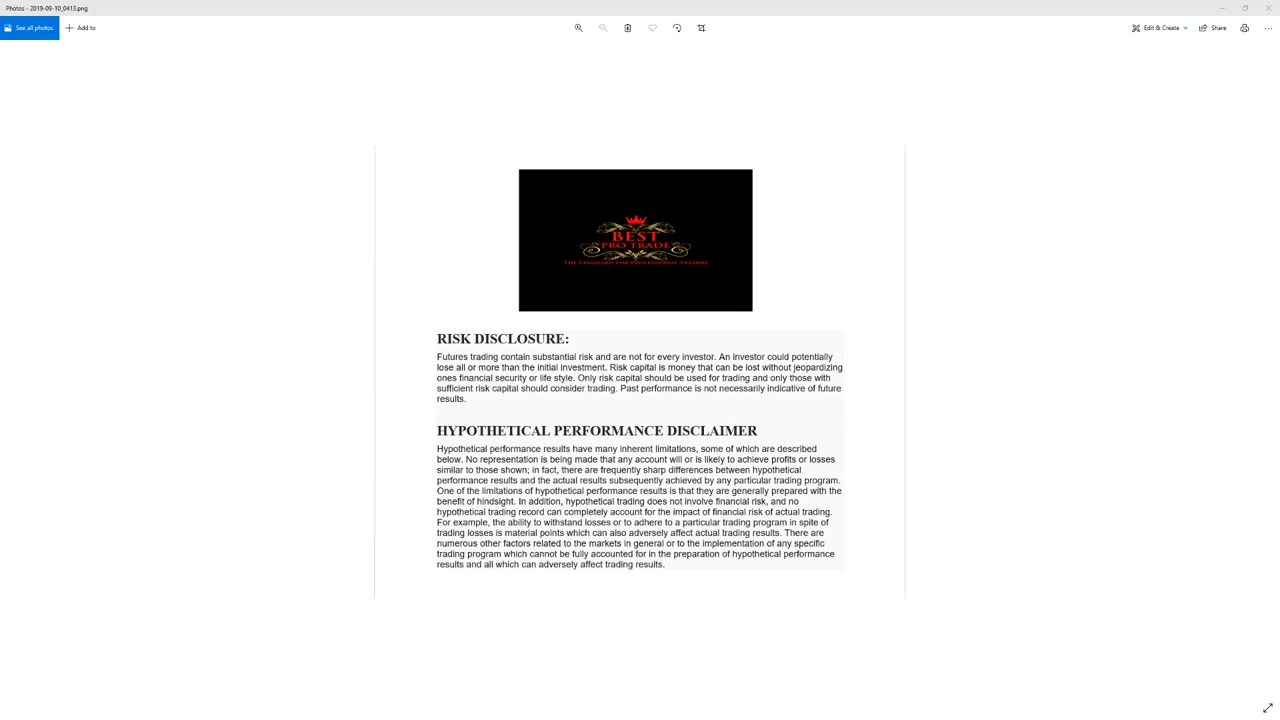 Photos - 2019-09-10_0413.png
See all photos
Add to
Edit & Create
Share
BEST
PRO TRADE
THE STANDARD FOR PROFESSIONAL TRADERS
RISK DISCLOSURE:
Futures trading contain substantial risk and are not for every investor. An investor could potentially
lose all or more than the initial investment. Risk capital is money that can be lost without jeopardizing
ones financial security or life style. Only risk capital should be used for trading and only those with
sufficient risk capital should consider trading. Past performance is not necessarily indicative of future
results.
HYPOTHETICAL PERFORMANCE DISCLAIMER
Hypothetical performance results have many inherent limitations, some of which are described
below. No representation is being made that any account will or is likely to achieve profits or losses
similar to those shown; in fact, there are frequently sharp differences between hypothetical
performance results and the actual results subsequently achieved by any particular trading program.
One of the limitations of hypothetical performance results is that they are generally prepared with the
benefit of hindsight. In addition, hypothetical trading does not involve financial risk, and no
hypothetical trading record can completely account for the impact of financial risk of actual trading.
For example, the ability to withstand losses or to adhere to a particular trading program in spite of
trading losses is material points which can also adversely affect actual trading results. There are
numerous other factors related to the markets in general or to the implementation of any specific
trading program which cannot be fully accounted for in the preparation of hypothetical performance
results and all which can adversely affect trading results.